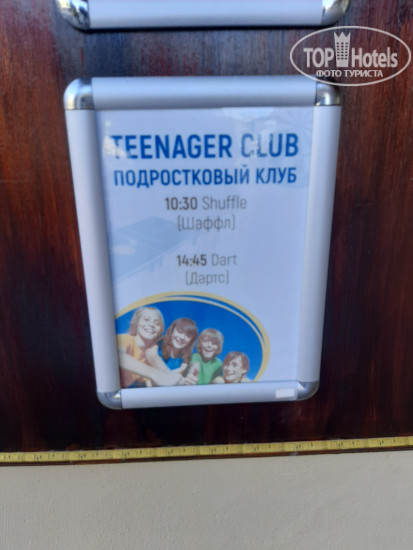 TOP Hotels
ФОТО ТУРИСТА
TEENAGER CLUB
ПОДРОСТКОВЫЙ КЛУБ
10:30 Shuffle
(Шаффл)
14:45 Dart
(Дартс)